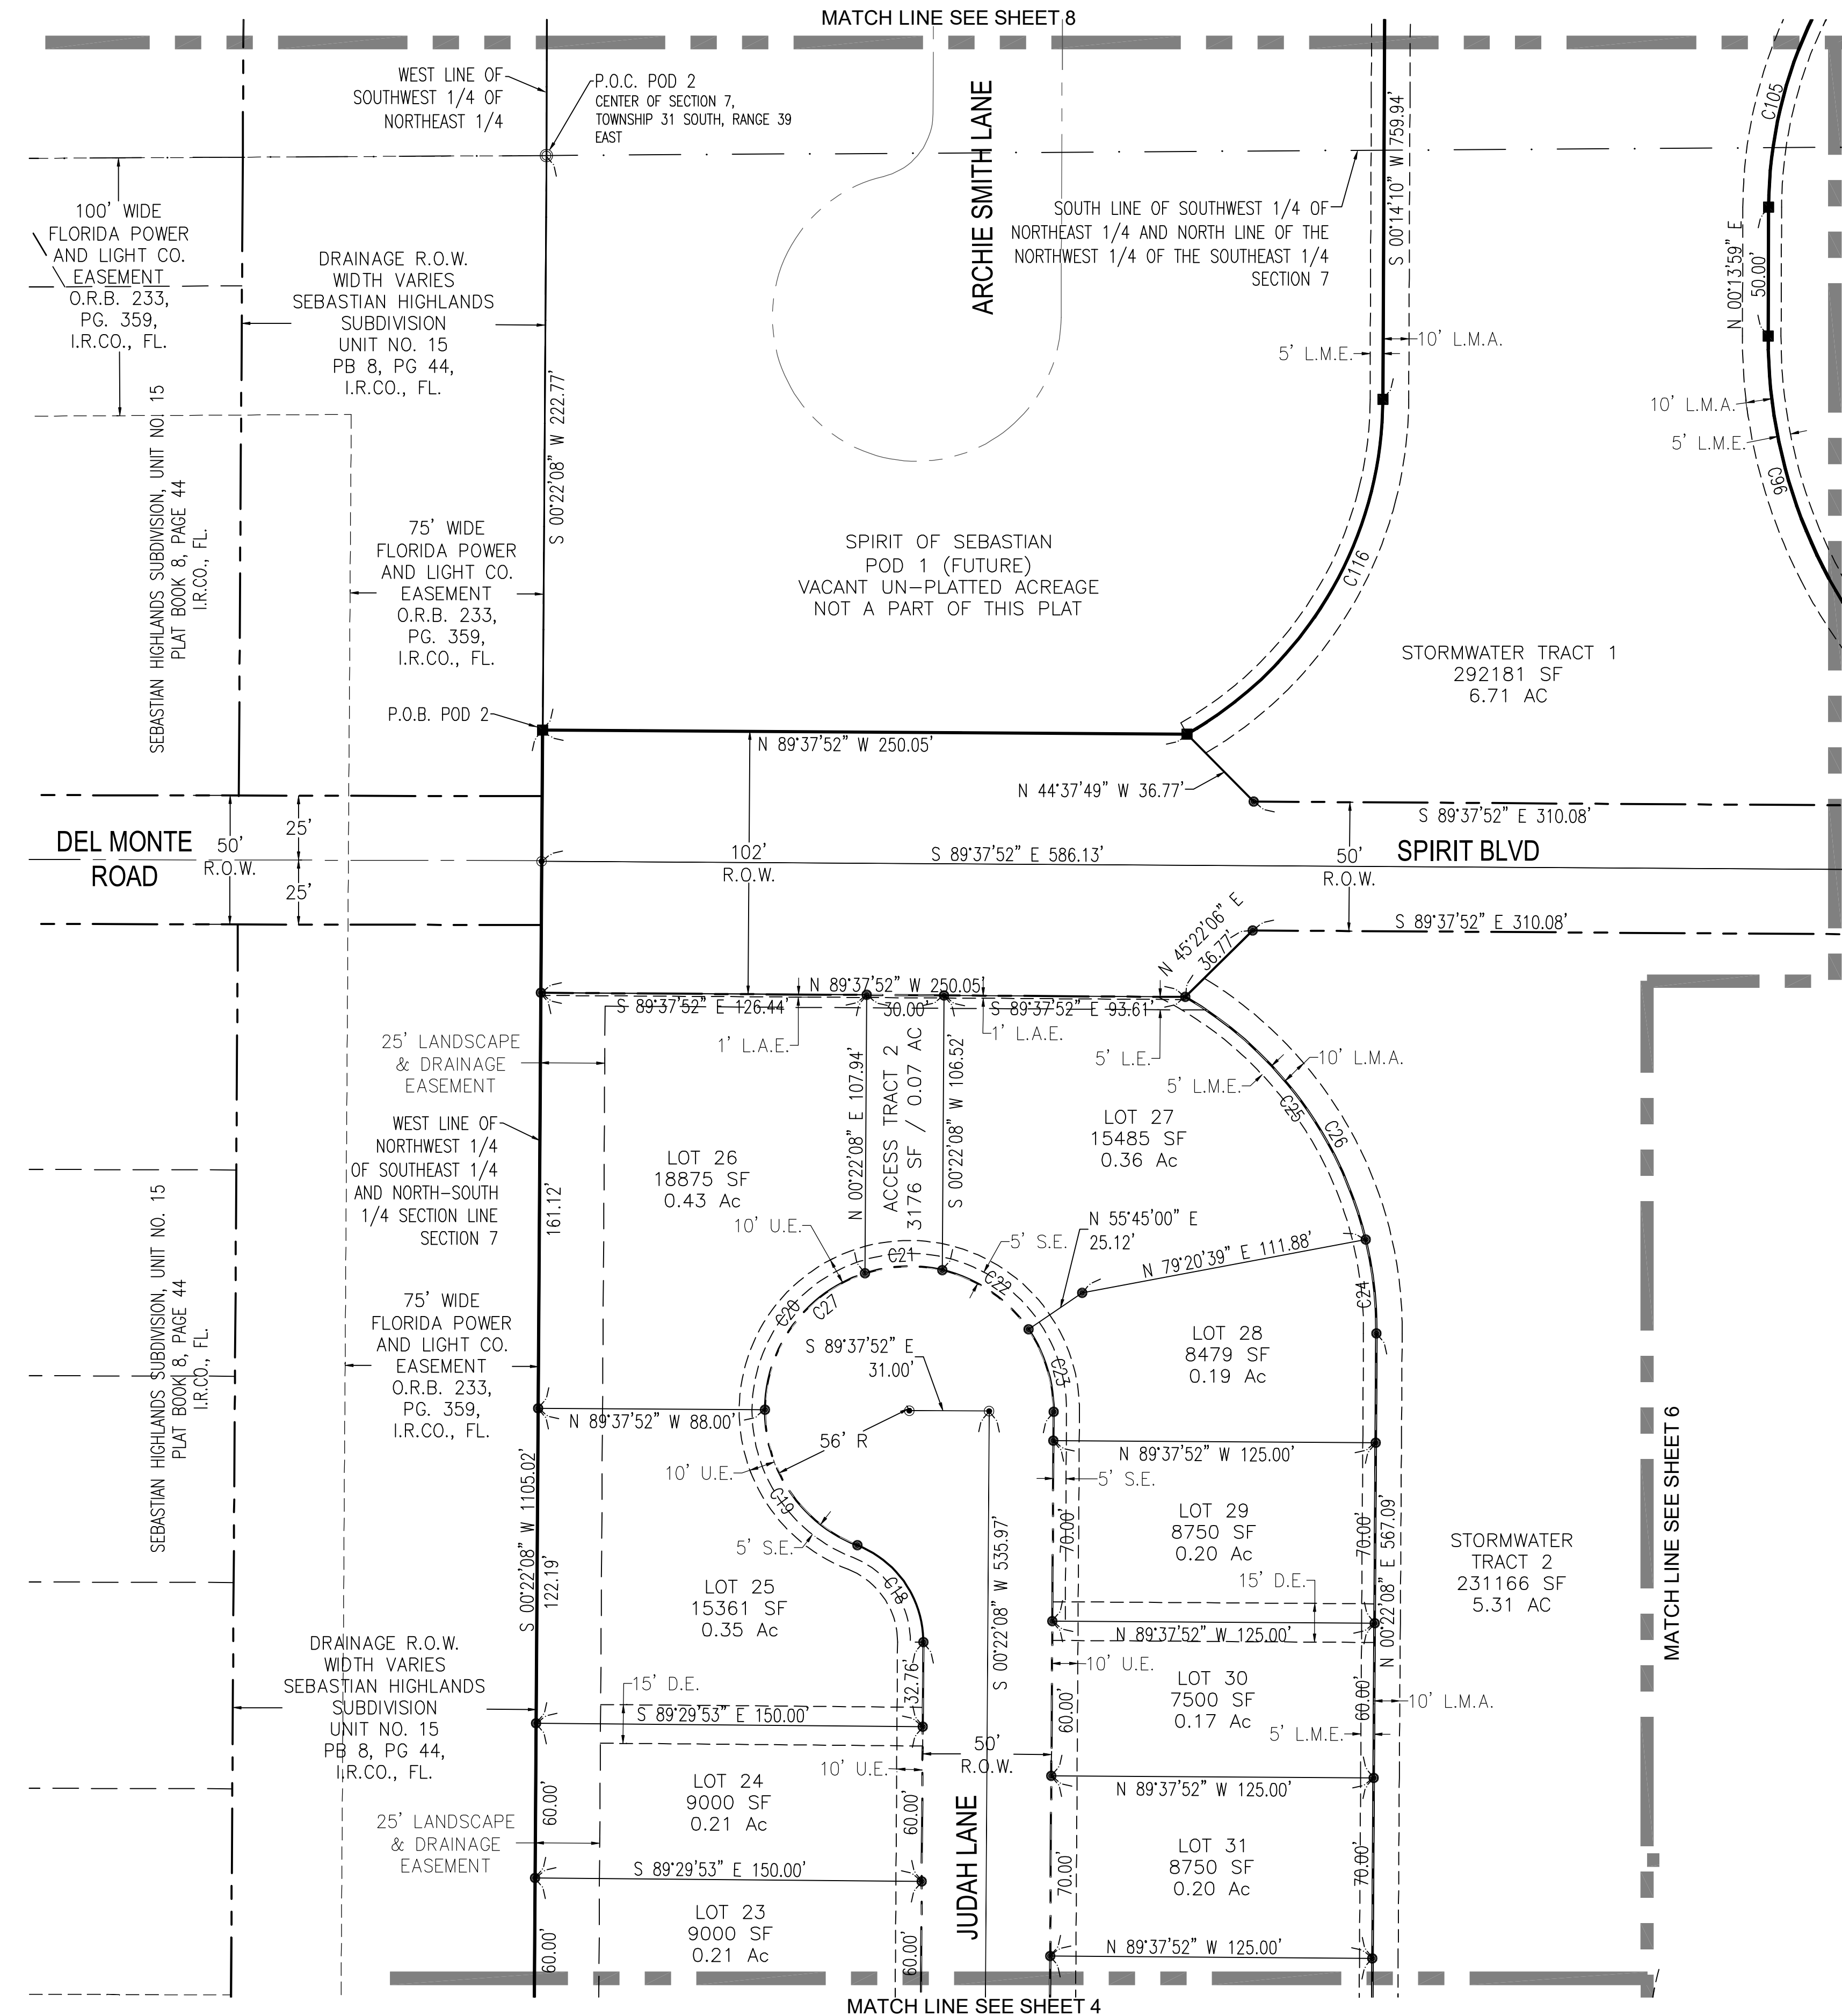 MATCH LINE SEE SHEET 8
WEST LINE OF
SOUTHWEST 1/4 OF
NORTHEAST 1/4
P.O.C. POD 2
CENTER OF SECTION 7,
TOWNSHIP 31 SOUTH, RANGE 39
EAST
ARCHIE SMITH LANE
S 00°14'10" W 759.94'
C105
100' WIDE
FLORIDA POWER
AND LIGHT CO.
EASEMENT
O.R.B. 233,
PG. 359,
I.R.CO., FL.
DRAINAGE R.O.W.
WIDTH VARIES
SEBASTIAN HIGHLANDS
SUBDIVISION
UNIT NO. 15
PB 8, PG 44,
I.R.CO., FL.
SOUTH LINE OF SOUTHWEST 1/4 OF
NORTHEAST 1/4 AND NORTH LINE OF THE
NORTHWEST 1/4 OF THE SOUTHEAST 1/4
SECTION 7
N 00°13'59" E
50.00'
5' L.M.E.
10' L.M.A.
10' L.M.A.
5' L.M.E.
C96
S 00°22'08" W 222.77'
SEBASTIAN HIGHLANDS SUBDIVISION, UNIT NO. 15
PLAT BOOK 8, PAGE 44
I.R.CO., FL.
75' WIDE
FLORIDA POWER
AND LIGHT CO.
EASEMENT
O.R.B. 233,
PG. 359,
I.R.CO., FL.
SPIRIT OF SEBASTIAN
POD 1 (FUTURE)
VACANT UN-PLATTED ACREAGE
NOT A PART OF THIS PLAT
C116
STORMWATER TRACT 1
292181 SF
6.71 AC
P.O.B. POD 2
N 89°37'52" W 250.05'
N 44°37'49" W 36.77'
S 89°37'52" E 310.08'
DEL MONTE
ROAD
50'
R.O.W.
25'
25'
102'
R.O.W.
S 89°37'52" E 586.13'
50'
R.O.W.
SPIRIT BLVD
N 45°22'06" E
36.77'
S 89°37'52" E 310.08'
N 89°37'52" W 250.05'
S 89°37'52" E 126.44'
30.00'
S 89°37'52" E 93.61'
1' L.A.E.
1' L.A.E.
5' L.E.
10' L.M.A.
5' L.M.E.
25' LANDSCAPE
& DRAINAGE
EASEMENT
N 00°22'08" E 107.94'
ACCESS TRACT 2
3176 SF / 0.07 AC
S 00°22'08" W 106.52'
C25
C26
WEST LINE OF
NORTHWEST 1/4
OF SOUTHEAST 1/4
AND NORTH-SOUTH
1/4 SECTION LINE
SECTION 7
161.12'
LOT 26
18875 SF
0.43 Ac
LOT 27
15485 SF
0.36 Ac
10' U.E.
C21
5' S.E.
C22
N 55°45'00" E
25.12'
N 79°20'39" E 111.88'
C24
C20
C27
SEBASTIAN HIGHLANDS SUBDIVISION, UNIT NO. 15
PLAT BOOK 8, PAGE 44
I.R.CO., FL.
75' WIDE
FLORIDA POWER
AND LIGHT CO.
EASEMENT
O.R.B. 233,
PG. 359,
I.R.CO., FL.
S 89°37'52" E
31.00'
C23
LOT 28
8479 SF
0.19 Ac
N 89°37'52" W 88.00'
56' R
10' U.E.
N 89°37'52" W 125.00'
5' S.E.
C19
5' S.E.
S 00°22'08" W 1105.02'
122.19'
LOT 25
15361 SF
0.35 Ac
C18
S 00°22'08" W 535.97'
70.00'
LOT 29
8750 SF
0.20 Ac
70.00'
N 00°22'08" E 567.09'
15' D.E.
STORMWATER
TRACT 2
231166 SF
5.31 AC
MATCH LINE SEE SHEET 6
N 89°37'52" W 125.00'
DRAINAGE R.O.W.
WIDTH VARIES
SEBASTIAN HIGHLANDS
SUBDIVISION
UNIT NO. 15
PB 8, PG 44,
I.R.CO., FL.
15' D.E.
32.76'
S 89°29'53" E 150.00'
10' U.E.
60.00'
LOT 30
7500 SF
0.17 Ac
60.00'
10' L.M.A.
5' L.M.E.
50'
R.O.W.
10' U.E.
N 89°37'52" W 125.00'
60.00'
LOT 24
9000 SF
0.21 Ac
60.00'
25' LANDSCAPE
& DRAINAGE
EASEMENT
JUDAH LANE
70.00'
LOT 31
8750 SF
0.20 Ac
70.00'
S 89°29'53" E 150.00'
60.00'
LOT 23
9000 SF
0.21 Ac
60.00'
N 89°37'52" W 125.00'
MATCH LINE SEE SHEET 4